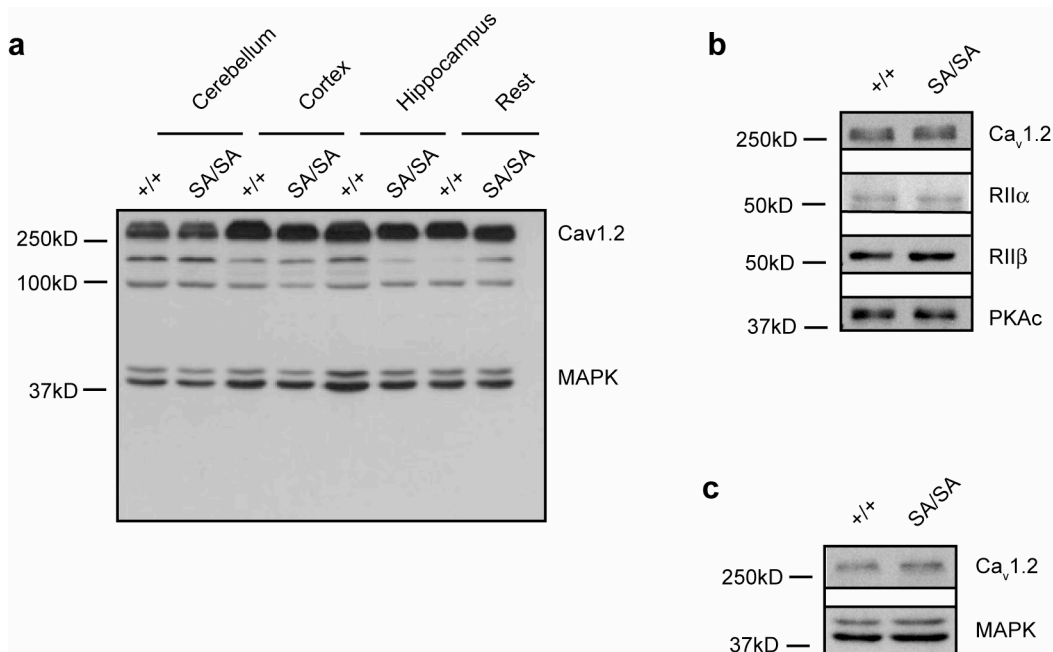 a
Cerebellum
Cortex
Hippocampus
Rest
+/+
SA/SA
+/+
SA/SA
+/+
SA/SA
+/+
SA/SA
250kD
Cav1.2
100kD
37kD
MAPK
b
+/+
SA/SA
250kD
Cav1.2
50kD
RIIα
50kD
RIIβ
37kD
PKAc
c
+/+
SA/SA
250kD
Cav1.2
37kD
MAPK